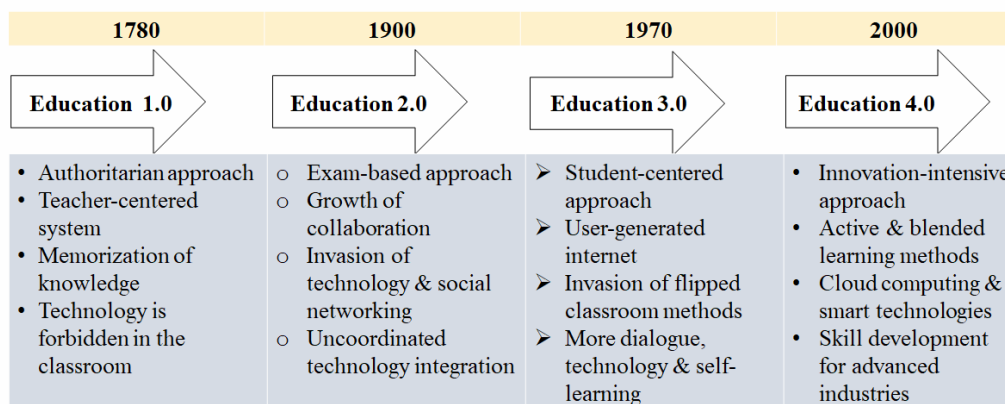 1780
1900
1970
2000
Education 1.0
Education 2.0
Education 3.0
Education 4.0
• Authoritarian approach
• Teacher-centered
system
• Memorization of
knowledge
• Technology is
forbidden in the
classroom
o Exam-based approach
o Growth of
collaboration
o Invasion of
technology & social
networking
o Uncoordinated
technology integration
➢ Student-centered
approach
➢ User-generated
internet
➢ Invasion of flipped
classroom methods
➢ More dialogue,
technology & self-
learning
• Innovation-intensive
approach
• Active & blended
learning methods
• Cloud computing &
smart technologies
• Skill development
for advanced
industries